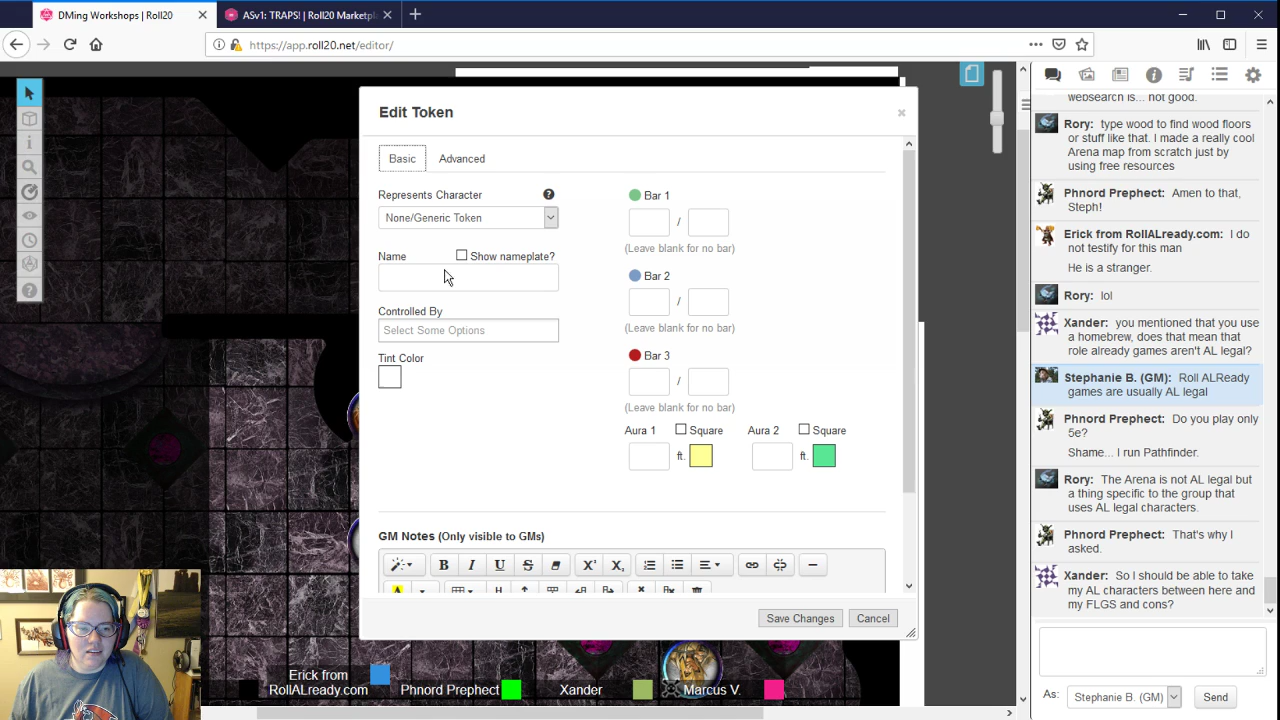 DMing Workshops | Roll20
ASv1: TRAPS! | Roll20 Marketpla
https://app.roll20.net/editor/
Edit Token
Basic
Advanced
Represents Character
None/Generic Token
Name
Show nameplate?
Controlled By
Select Some Options
Tint Color
Bar 1
/
(Leave blank for no bar)
Bar 2
/
(Leave blank for no bar)
Bar 3
/
(Leave blank for no bar)
Aura 1
Square
Aura 2
Square
ft.
ft.
GM Notes (Only visible to GMs)
B I U S
Save Changes
Cancel
websearch is... not good.
Rory: type wood to find wood floors
or stuff like that. I made a really cool
Arena map from scratch just by
using free resources
Phnord Prephect: Amen to that,
Steph!
Erick from RollALready.com: I do
not testify for this man
He is a stranger.
Rory: lol
Xander: you mentioned that you use
a homebrew, does that mean that
role already games aren't AL legal?
Stephanie B. (GM): Roll ALReady
games are usually AL legal
Phnord Prephect: Do you play only
5e?
Shame... I run Pathfinder.
Rory: The Arena is not AL legal but
a thing specific to the group that
uses AL legal characters.
Phnord Prephect: That's why I
asked.
Xander: So I should be able to take
my AL characters between here and
my FLGS and cons?
As:
Stephanie B. (GM)
Send
Erick from
RollALready.com
Phnord Prephect
Xander
Marcus V.